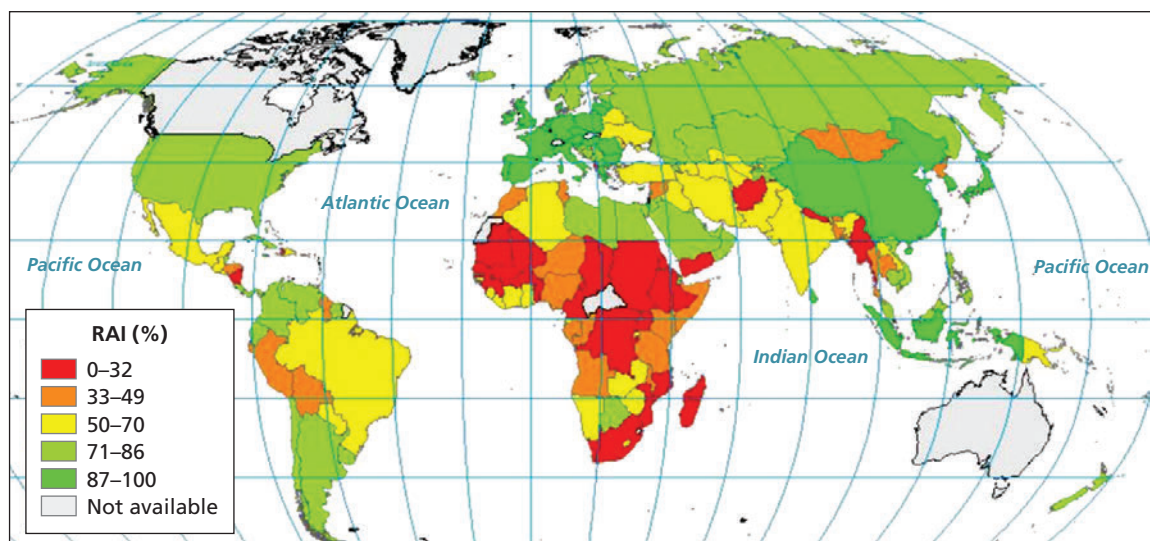 Atlantic Ocean
Pacific Ocean
Pacific Ocean
Indian Ocean
RAI (%)
0–32
33–49
50–70
71–86
87–100
Not available